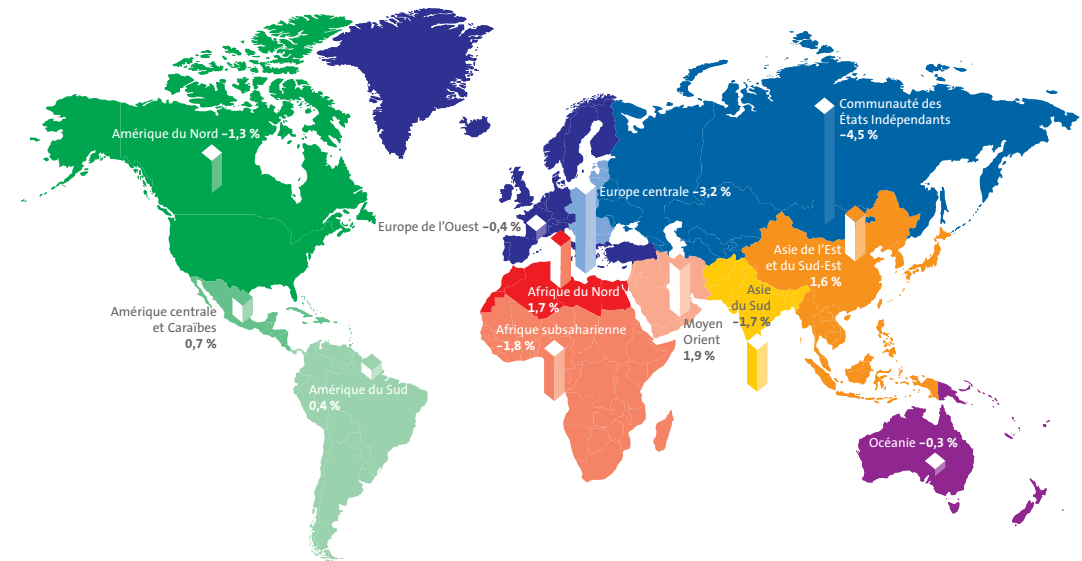 Communauté des
États Indépendants
−4,5 %
Amérique du Nord −1,3 %
Europe centrale −3,2 %
Europe de l’Ouest −0,4 %
Asie de l’Est
et du Sud-Est
1,6 %
Afrique du Nord
1,7 %
Asie
du Sud
−1,7 %
Amérique centrale
et Caraïbes
0,7 %
Afrique subsaharienne
−1,8 %
Moyen
Orient
1,9 %
Amérique du Sud
0,4 %
Océanie −0,3 %